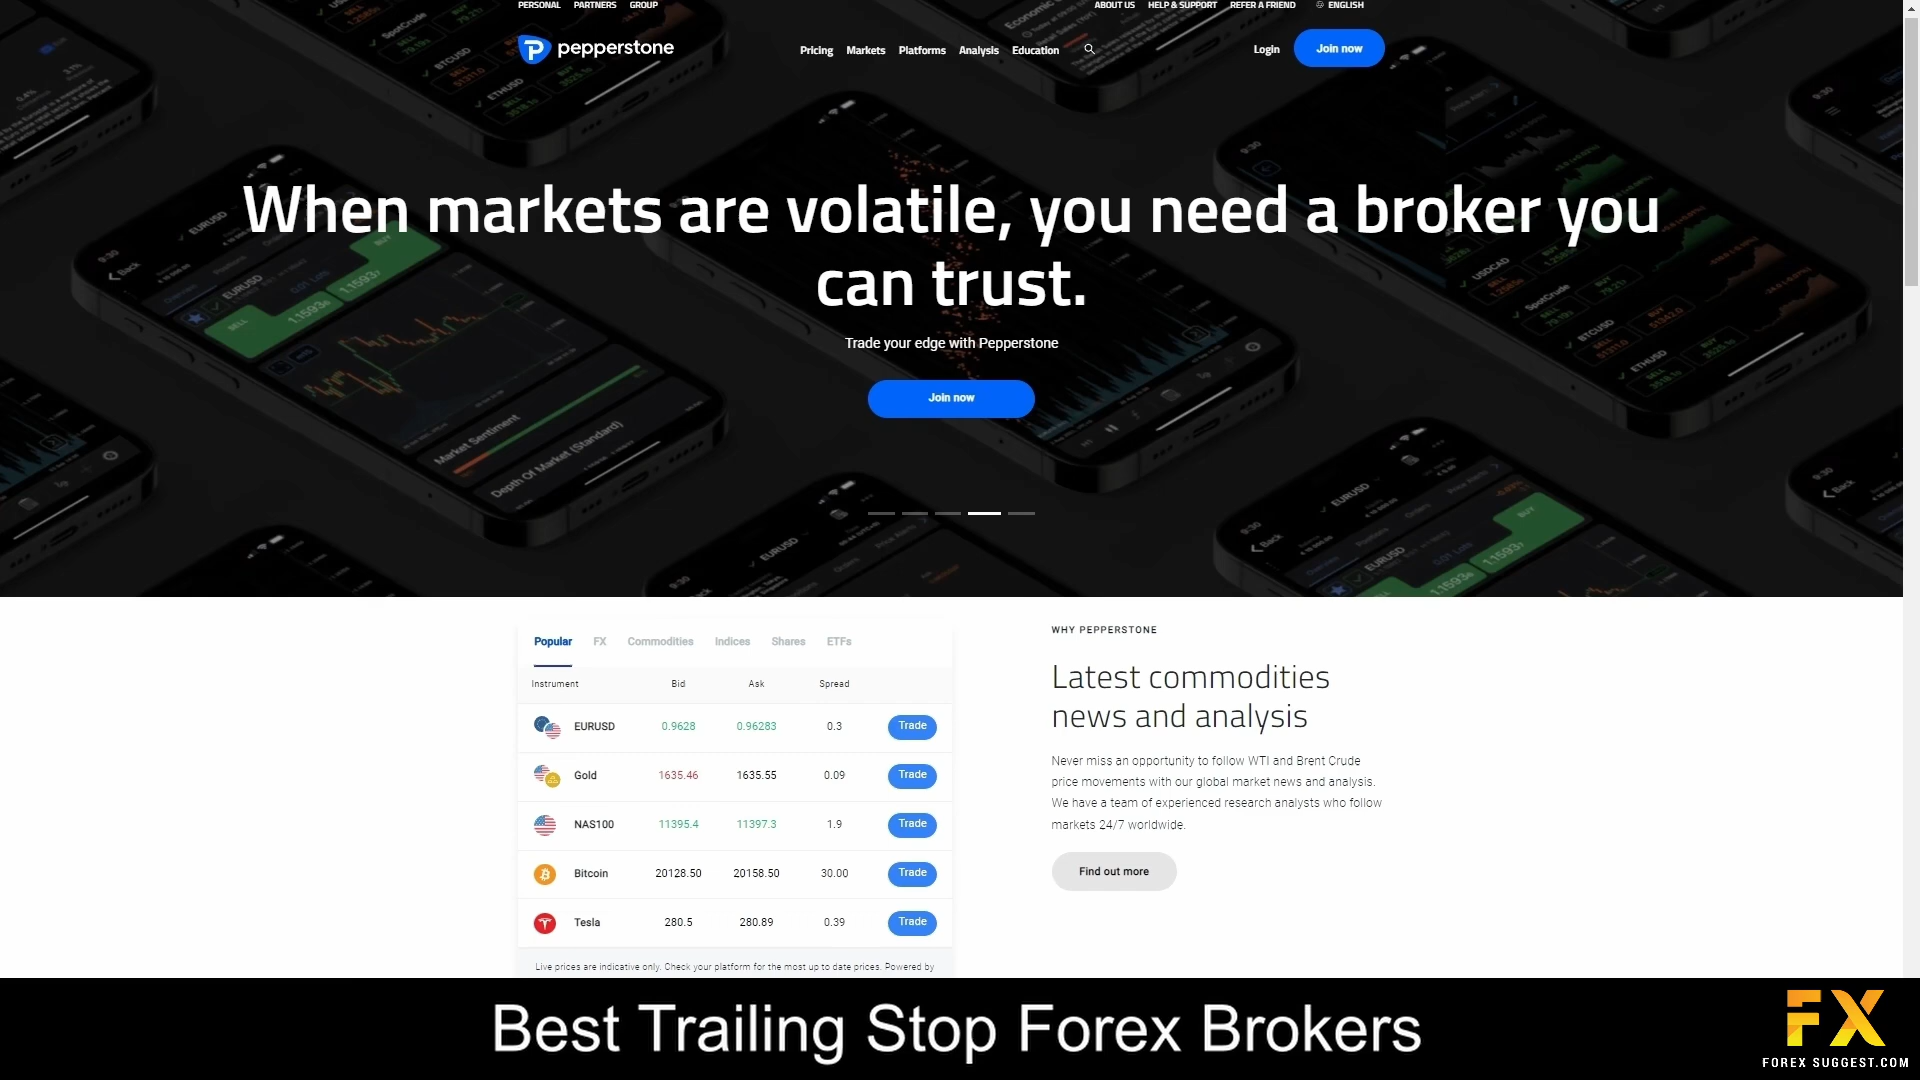 PERSONAL PARTNERS GROUP
ABOUT US HELP & SUPPORT REFER A FRIEND ENGLISH
pepperstone
Pricing Markets Platforms Analysis Education
Login Join now
When markets are volatile, you need a broker you
can trust.
Trade your edge with Pepperstone
Join now
Popular FX Commodities Indices Shares ETFs
Instrument Bid Ask Spread
EURUSD 0.9628 0.96283 0.3 Trade
Gold 1635.46 1635.55 0.09 Trade
NAS100 11395.4 11397.3 1.9 Trade
Bitcoin 20128.50 20158.50 30.00 Trade
Tesla 280.5 280.89 0.39 Trade
Live prices are indicative only. Check your platform for the most up to date prices. Powered by
WHY PEPPERSTONE
Latest commodities
news and analysis
Never miss an opportunity to follow WTI and Brent Crude
price movements with our global market news and analysis.
We have a team of experienced research analysts who follow
markets 24/7 worldwide.
Find out more
Best Trailing Stop Forex Brokers
FX
FOREX SUGGEST.COM